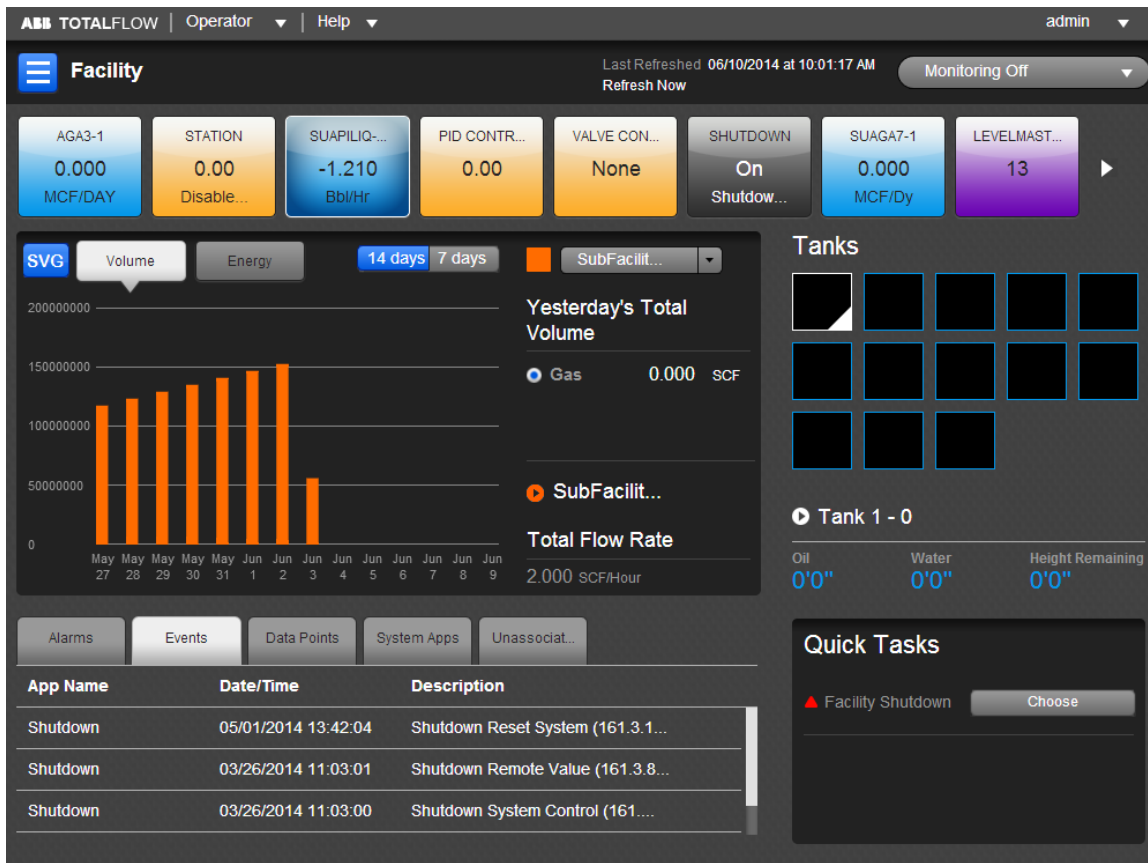 ABB TOTALFLOW | Operator | Help admin
Facility
Last Refreshed 06/10/2014 at 10:01:17 AM
Refresh Now
Monitoring Off
AGA3-1
0.000
MCF/DAY
STATION
0.00
Disable...
SUAPILIQ-...
-1.210
Bbl/Hr
PID CONTR...
0.00
VALVE CON...
None
SHUTDOWN
On
Shutdow...
SUAGA7-1
0.000
MCF/Dy
LEVELMAST...
13
SVG
Volume
Energy
14 days 7 days
200000000
150000000
100000000
50000000
0
May May May May May Jun Jun Jun Jun Jun Jun Jun Jun Jun
27 28 29 30 31 1 2 3 4 5 6 7 8 9
SubFacilit...
Yesterday's Total
Volume
Gas 0.000 SCF
SubFacilit...
Total Flow Rate
2.000 SCF/Hour
Tanks
Tank 1 - 0
Oil Water Height Remaining
0'0" 0'0" 0'0"
Alarms Events Data Points System Apps Unassociat...
App Name Date/Time Description
Shutdown 05/01/2014 13:42:04 Shutdown Reset System (161.3.1...
Shutdown 03/26/2014 11:03:01 Shutdown Remote Value (161.3.8...
Shutdown 03/26/2014 11:03:00 Shutdown System Control (161....
Quick Tasks
Facility Shutdown Choose